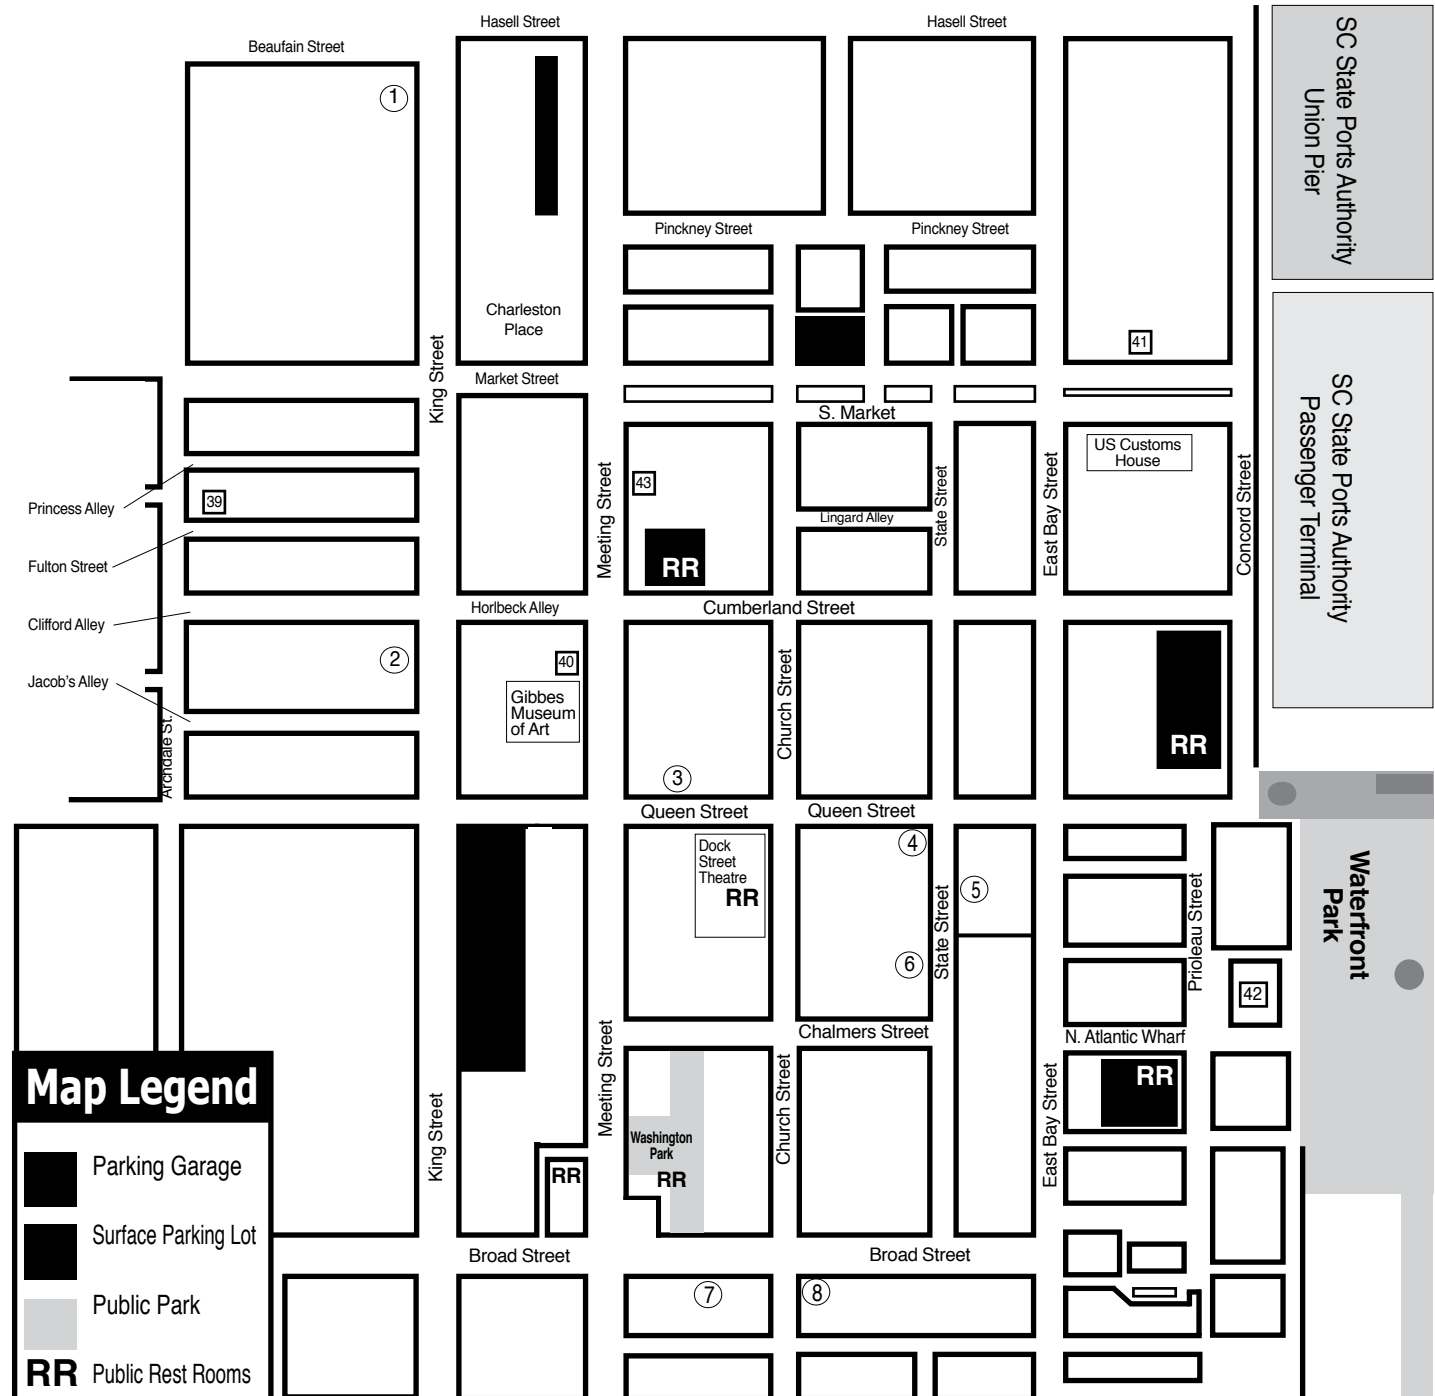 Hasell Street
Hasell Street
Beaufain Street
SC State Ports Authority
Union Pier
1
Pinckney Street
Pinckney Street
Charleston
Place
41
King Street
Market Street
S. Market
SC State Ports Authority
Passenger Terminal
US Customs
House
Meeting Street
43
State Street
East Bay Street
Concord Street
Princess Alley
39
Lingard Alley
Fulton Street
RR
Horlbeck Alley
Cumberland Street
Clifford Alley
2
40
Jacob's Alley
Gibbes
Museum
of Art
Church Street
RR
Archdale St.
3
Queen Street
Queen Street
Dock
Street
Theatre
RR
4
5
State Street
6
Prioleau Street
Waterfront
Park
42
Chalmers Street
N. Atlantic Wharf
Meeting Street
King Street
Church Street
East Bay Street
RR
Washington
Park
RR
RR
Broad Street
Broad Street
7
8
Map Legend
Parking Garage
Surface Parking Lot
Public Park
RR Public Rest Rooms